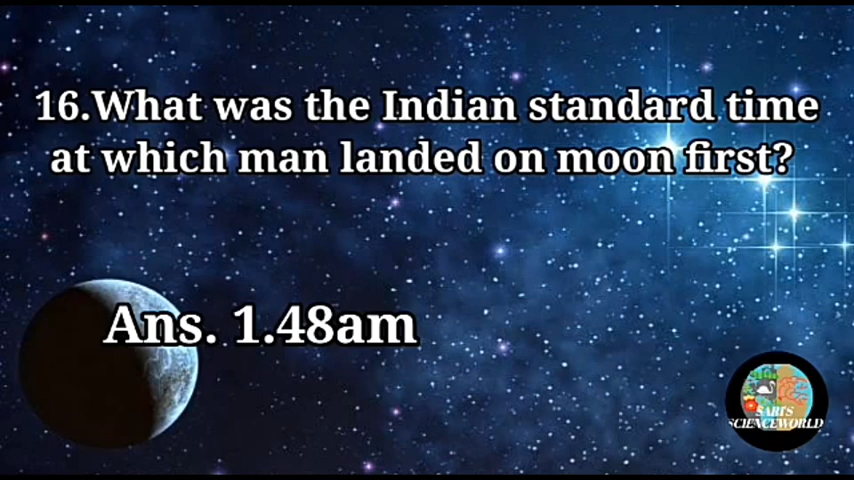 16.What was the Indian standard time
at which man landed on moon first?
Ans. 1.48am
SARI'S
SCIENCEWORLD